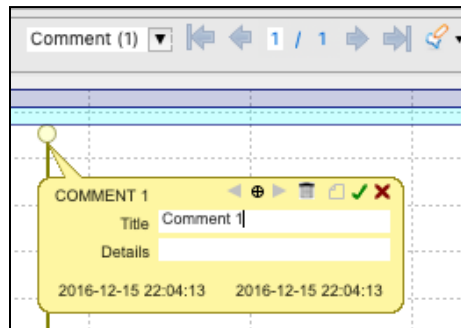 Comment (1) 1 / 1
COMMENT 1
Title Comment 1
Details
2016-12-15 22:04:13 2016-12-15 22:04:13